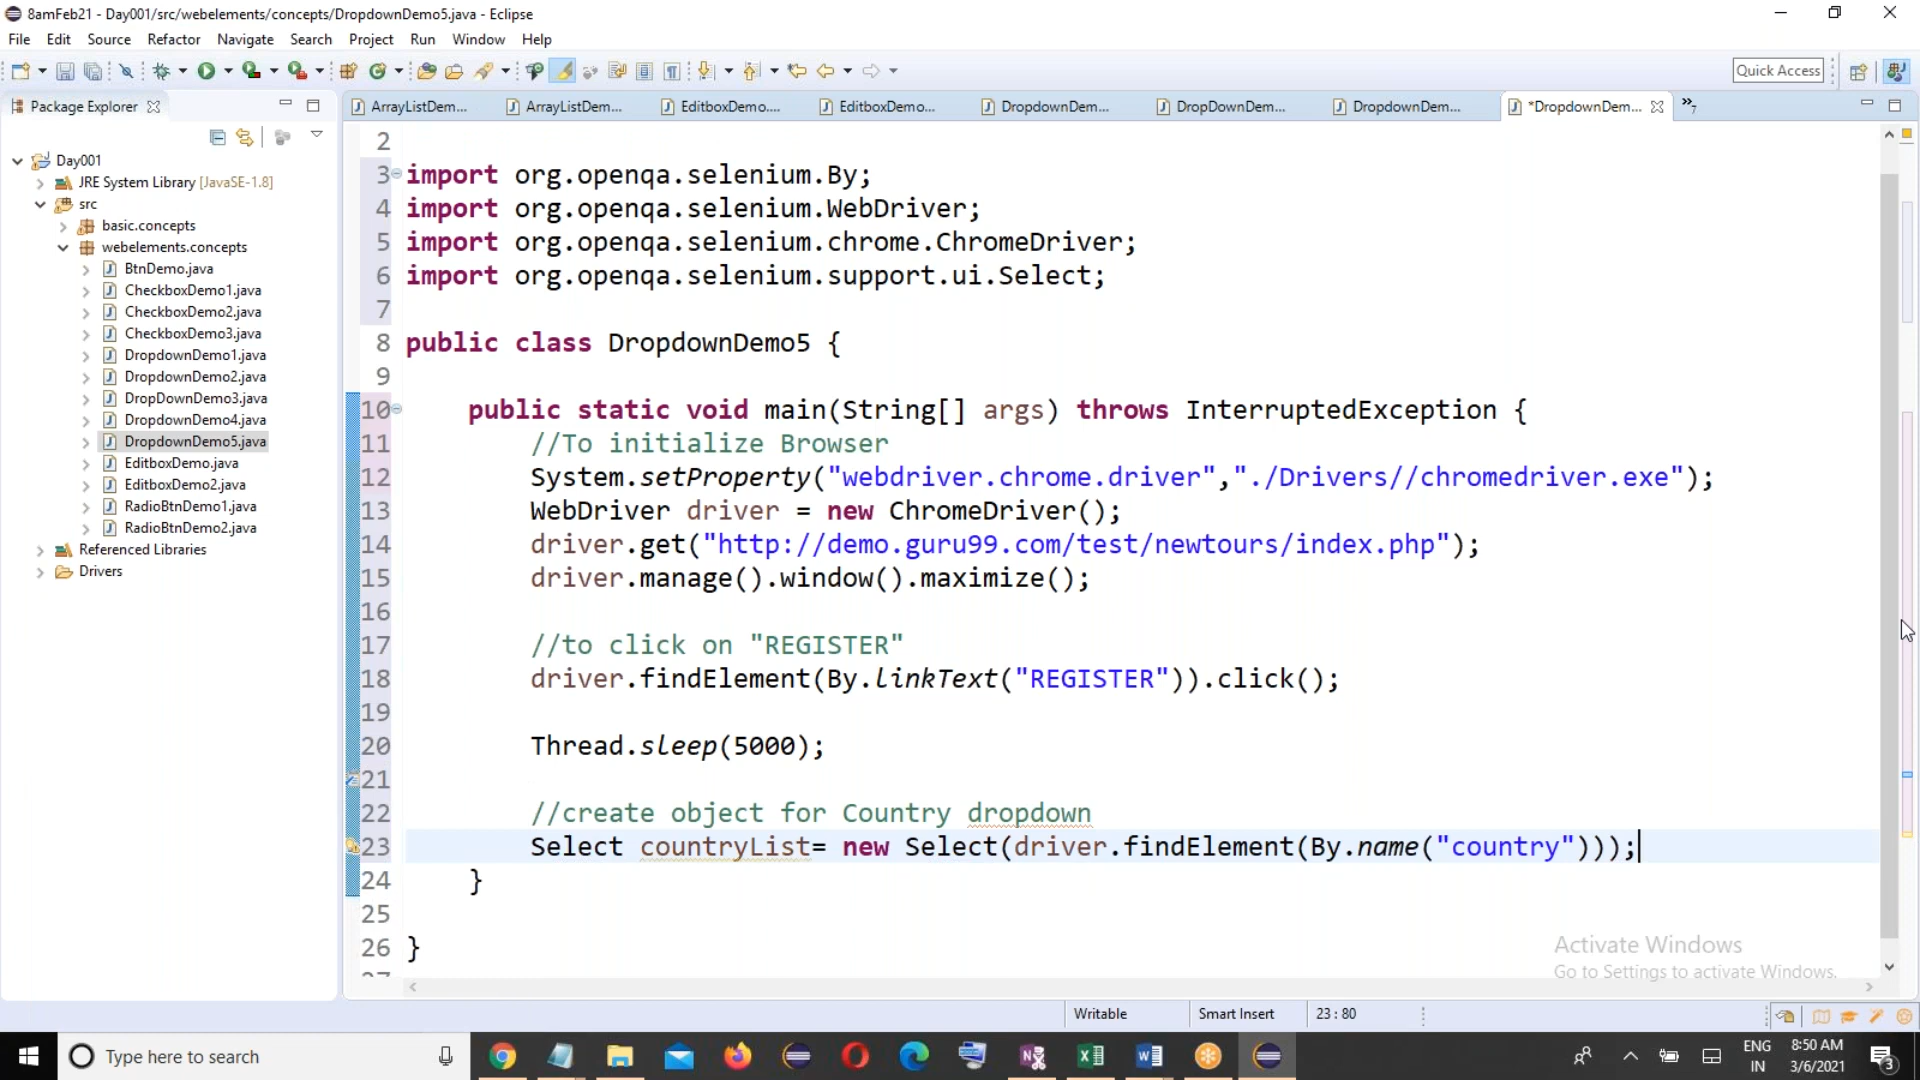 8amFeb21 - Day001/src/webelements/concepts/DropdownDemo5.java - Eclipse
File Edit Source Refactor Navigate Search Project Run Window Help
Quick Access
Package Explorer
ArrayListDem... ArrayListDem... EditboxDemo.... EditboxDemo... DropdownDem... DropDownDem... DropdownDem... *DropdownDem... »7
Day001
JRE System Library [JavaSE-1.8]
src
basic.concepts
webelements.concepts
BtnDemo.java
CheckboxDemo1.java
CheckboxDemo2.java
CheckboxDemo3.java
DropdownDemo1.java
DropdownDemo2.java
DropDownDemo3.java
DropdownDemo4.java
DropdownDemo5.java
EditboxDemo.java
EditboxDemo2.java
RadioBtnDemo1.java
RadioBtnDemo2.java
Referenced Libraries
Drivers
2
3 import org.openqa.selenium.By;
4 import org.openqa.selenium.WebDriver;
5 import org.openqa.selenium.chrome.ChromeDriver;
6 import org.openqa.selenium.support.ui.Select;
7
8 public class DropdownDemo5 {
9
10 public static void main(String[] args) throws InterruptedException {
11 //To initialize Browser
12 System.setProperty("webdriver.chrome.driver","./Drivers//chromedriver.exe");
13 WebDriver driver = new ChromeDriver();
14 driver.get("http://demo.guru99.com/test/newtours/index.php");
15 driver.manage().window().maximize();
16
17 //to click on "REGISTER"
18 driver.findElement(By.linkText("REGISTER")).click();
19
20 Thread.sleep(5000);
21
22 //create object for Country dropdown
23 Select countryList= new Select(driver.findElement(By.name("country")));
24 }
25
26 }
27
Activate Windows
Go to Settings to activate Windows.
Writable Smart Insert 23 : 80
Type here to search
ENG
IN
8:50 AM
3/6/2021
3